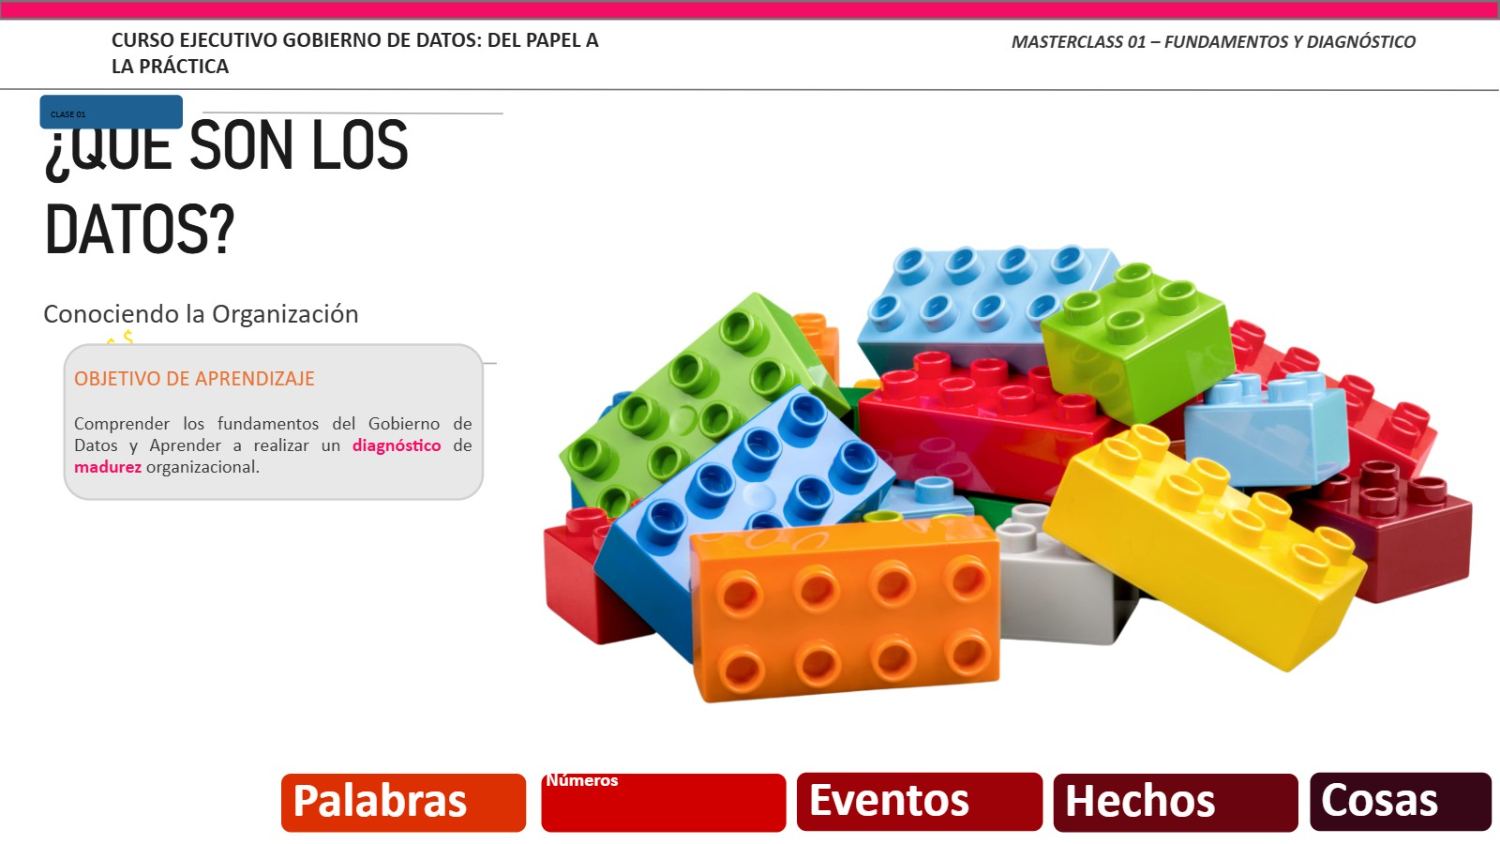 CURSO EJECUTIVO GOBIERNO DE DATOS: DEL PAPEL A
LA PRÁCTICA
MASTERCLASS 01 – FUNDAMENTOS Y DIAGNÓSTICO
CLASE 01
¿QUE SON LOS
DATOS?
Conociendo la Organización
OBJETIVO DE APRENDIZAJE
Comprender los fundamentos del Gobierno de
Datos y Aprender a realizar un diagnóstico de
madurez organizacional.
Palabras
Números
Eventos
Hechos
Cosas